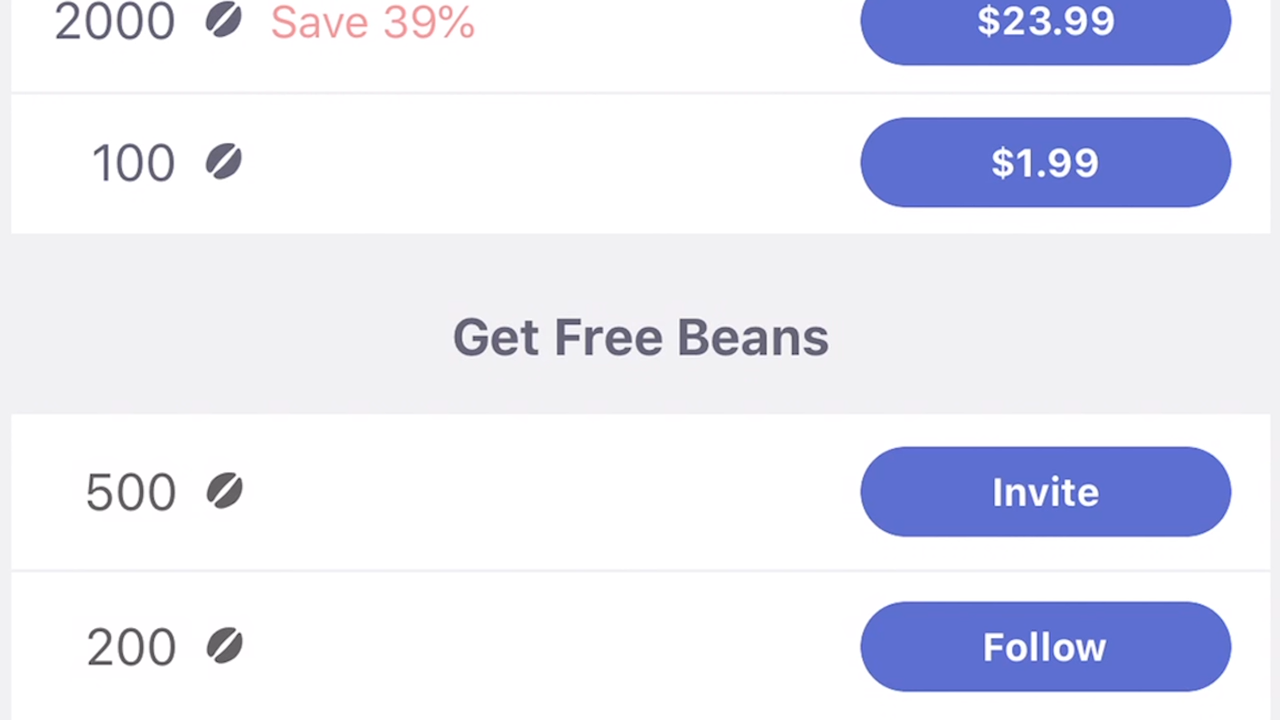 2000 Save 39% $23.99
100 $1.99
Get Free Beans
500 Invite
200 Follow